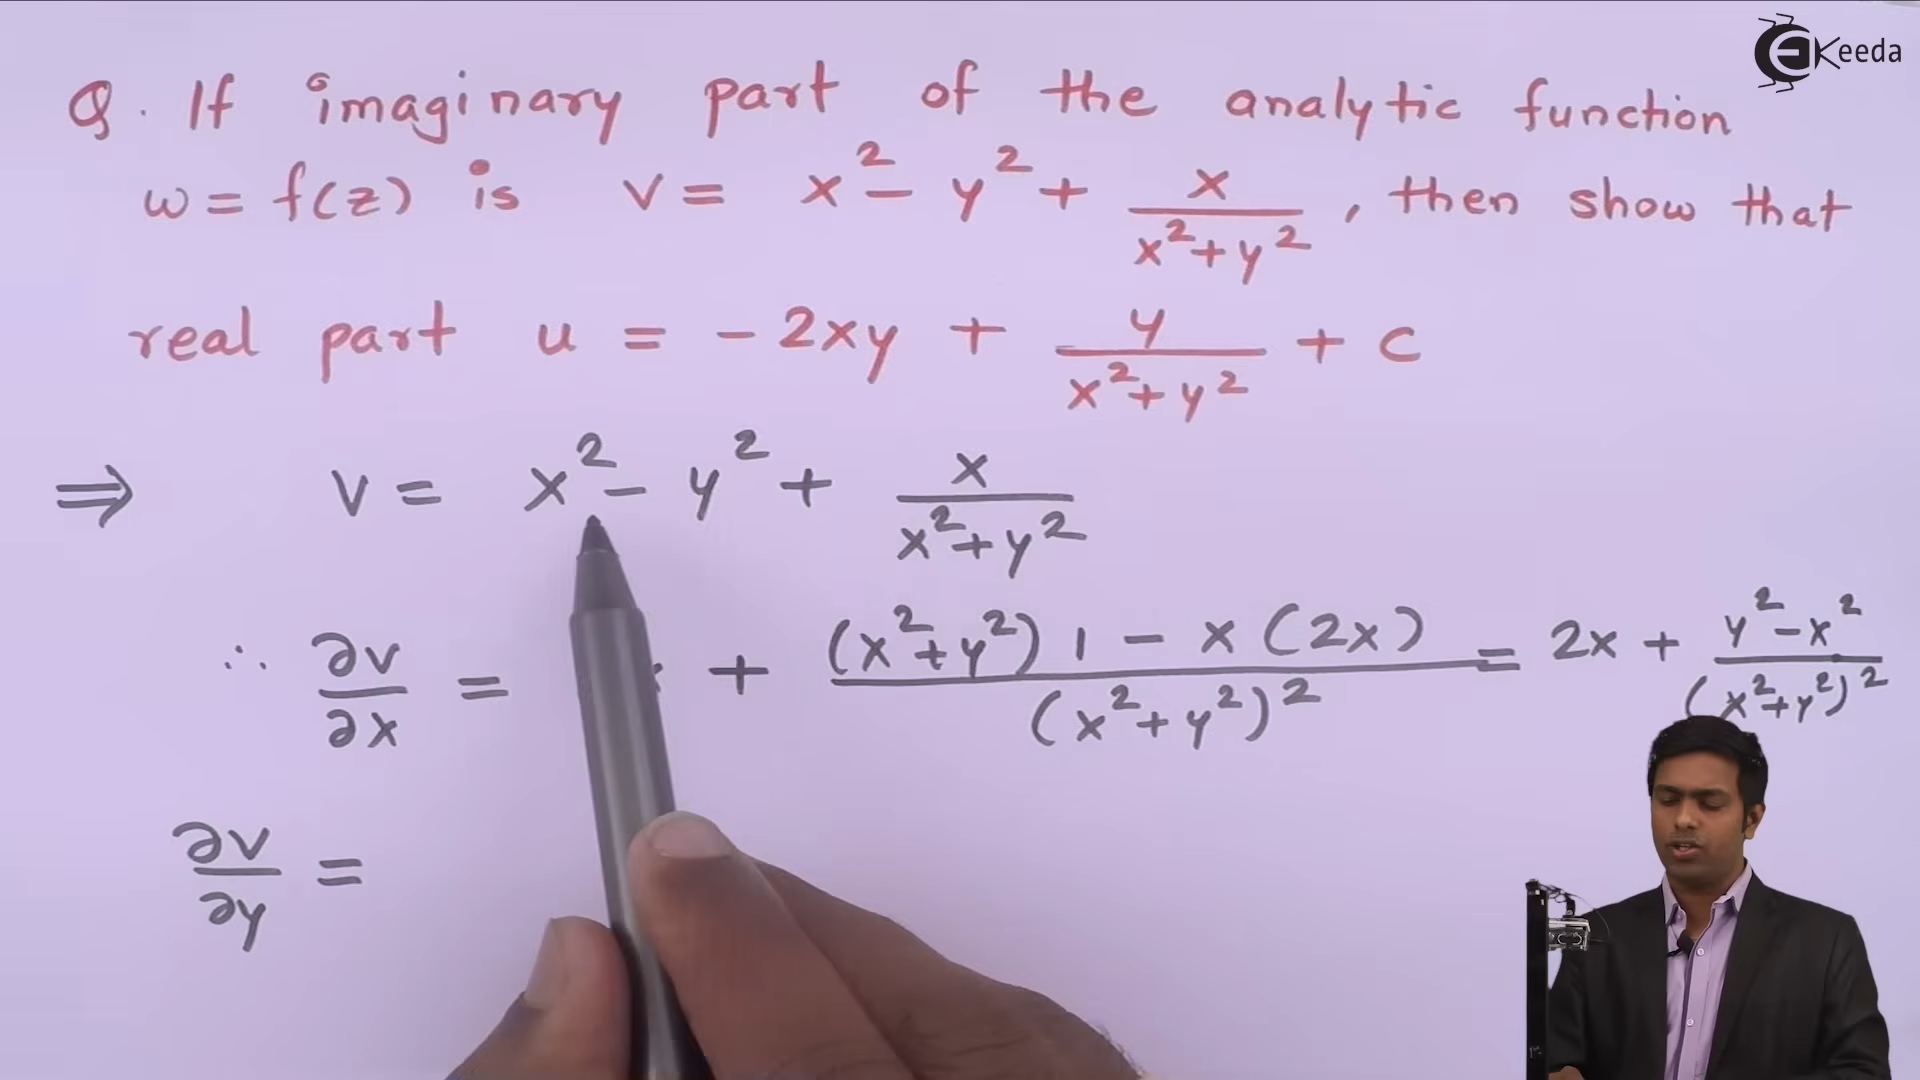 EKeeda
Q. If imaginary part of the analytic function
w = f(z) is v = x² - y² + x/(x²+y²), then show that
real part u = -2xy + y/(x²+y²) + c
⇒ v = x² - y² + x/(x²+y²)
∴ ∂v/∂x = + ((x²+y²) 1 - x(2x))/(x²+y²)² = 2x + (y²-x²)/(x²+y²)²
∂v/∂y =